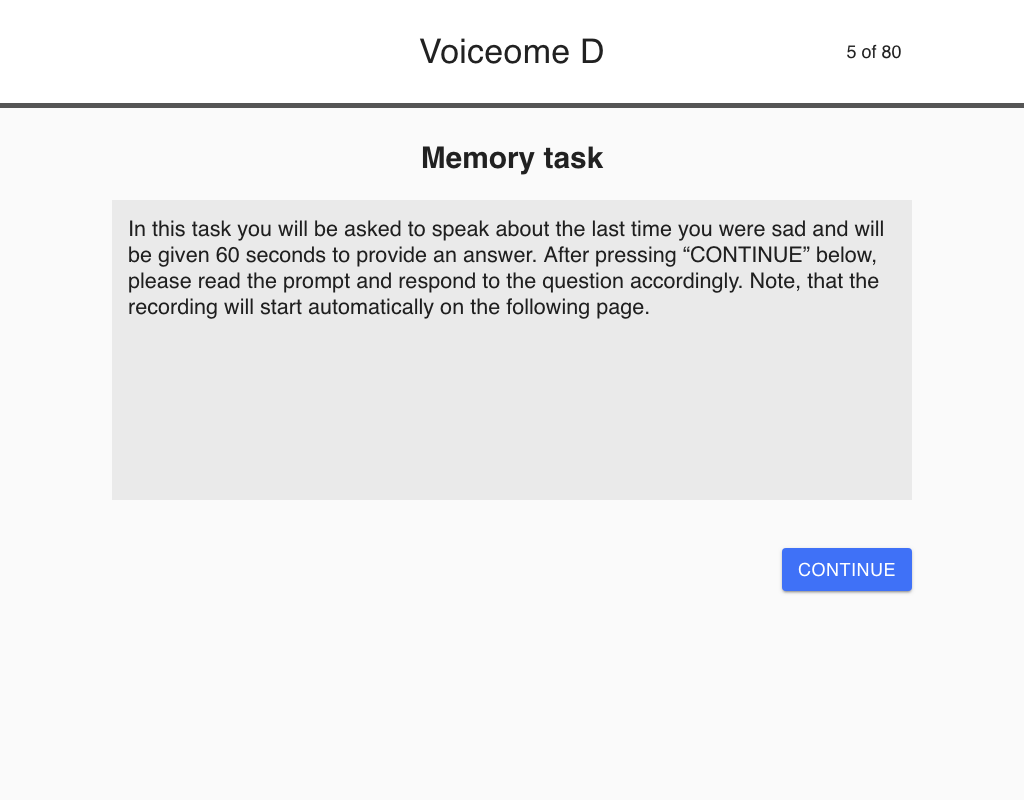 Voiceome D
5 of 80
Memory task
In this task you will be asked to speak about the last time you were sad and will
be given 60 seconds to provide an answer. After pressing “CONTINUE” below,
please read the prompt and respond to the question accordingly. Note, that the
recording will start automatically on the following page.
CONTINUE